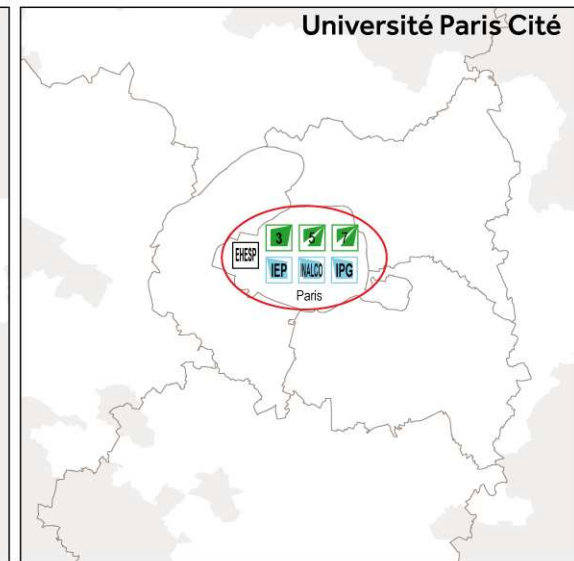 Université Paris Cité
3 5 7
EHESP
IEP INALCO IPG
Paris